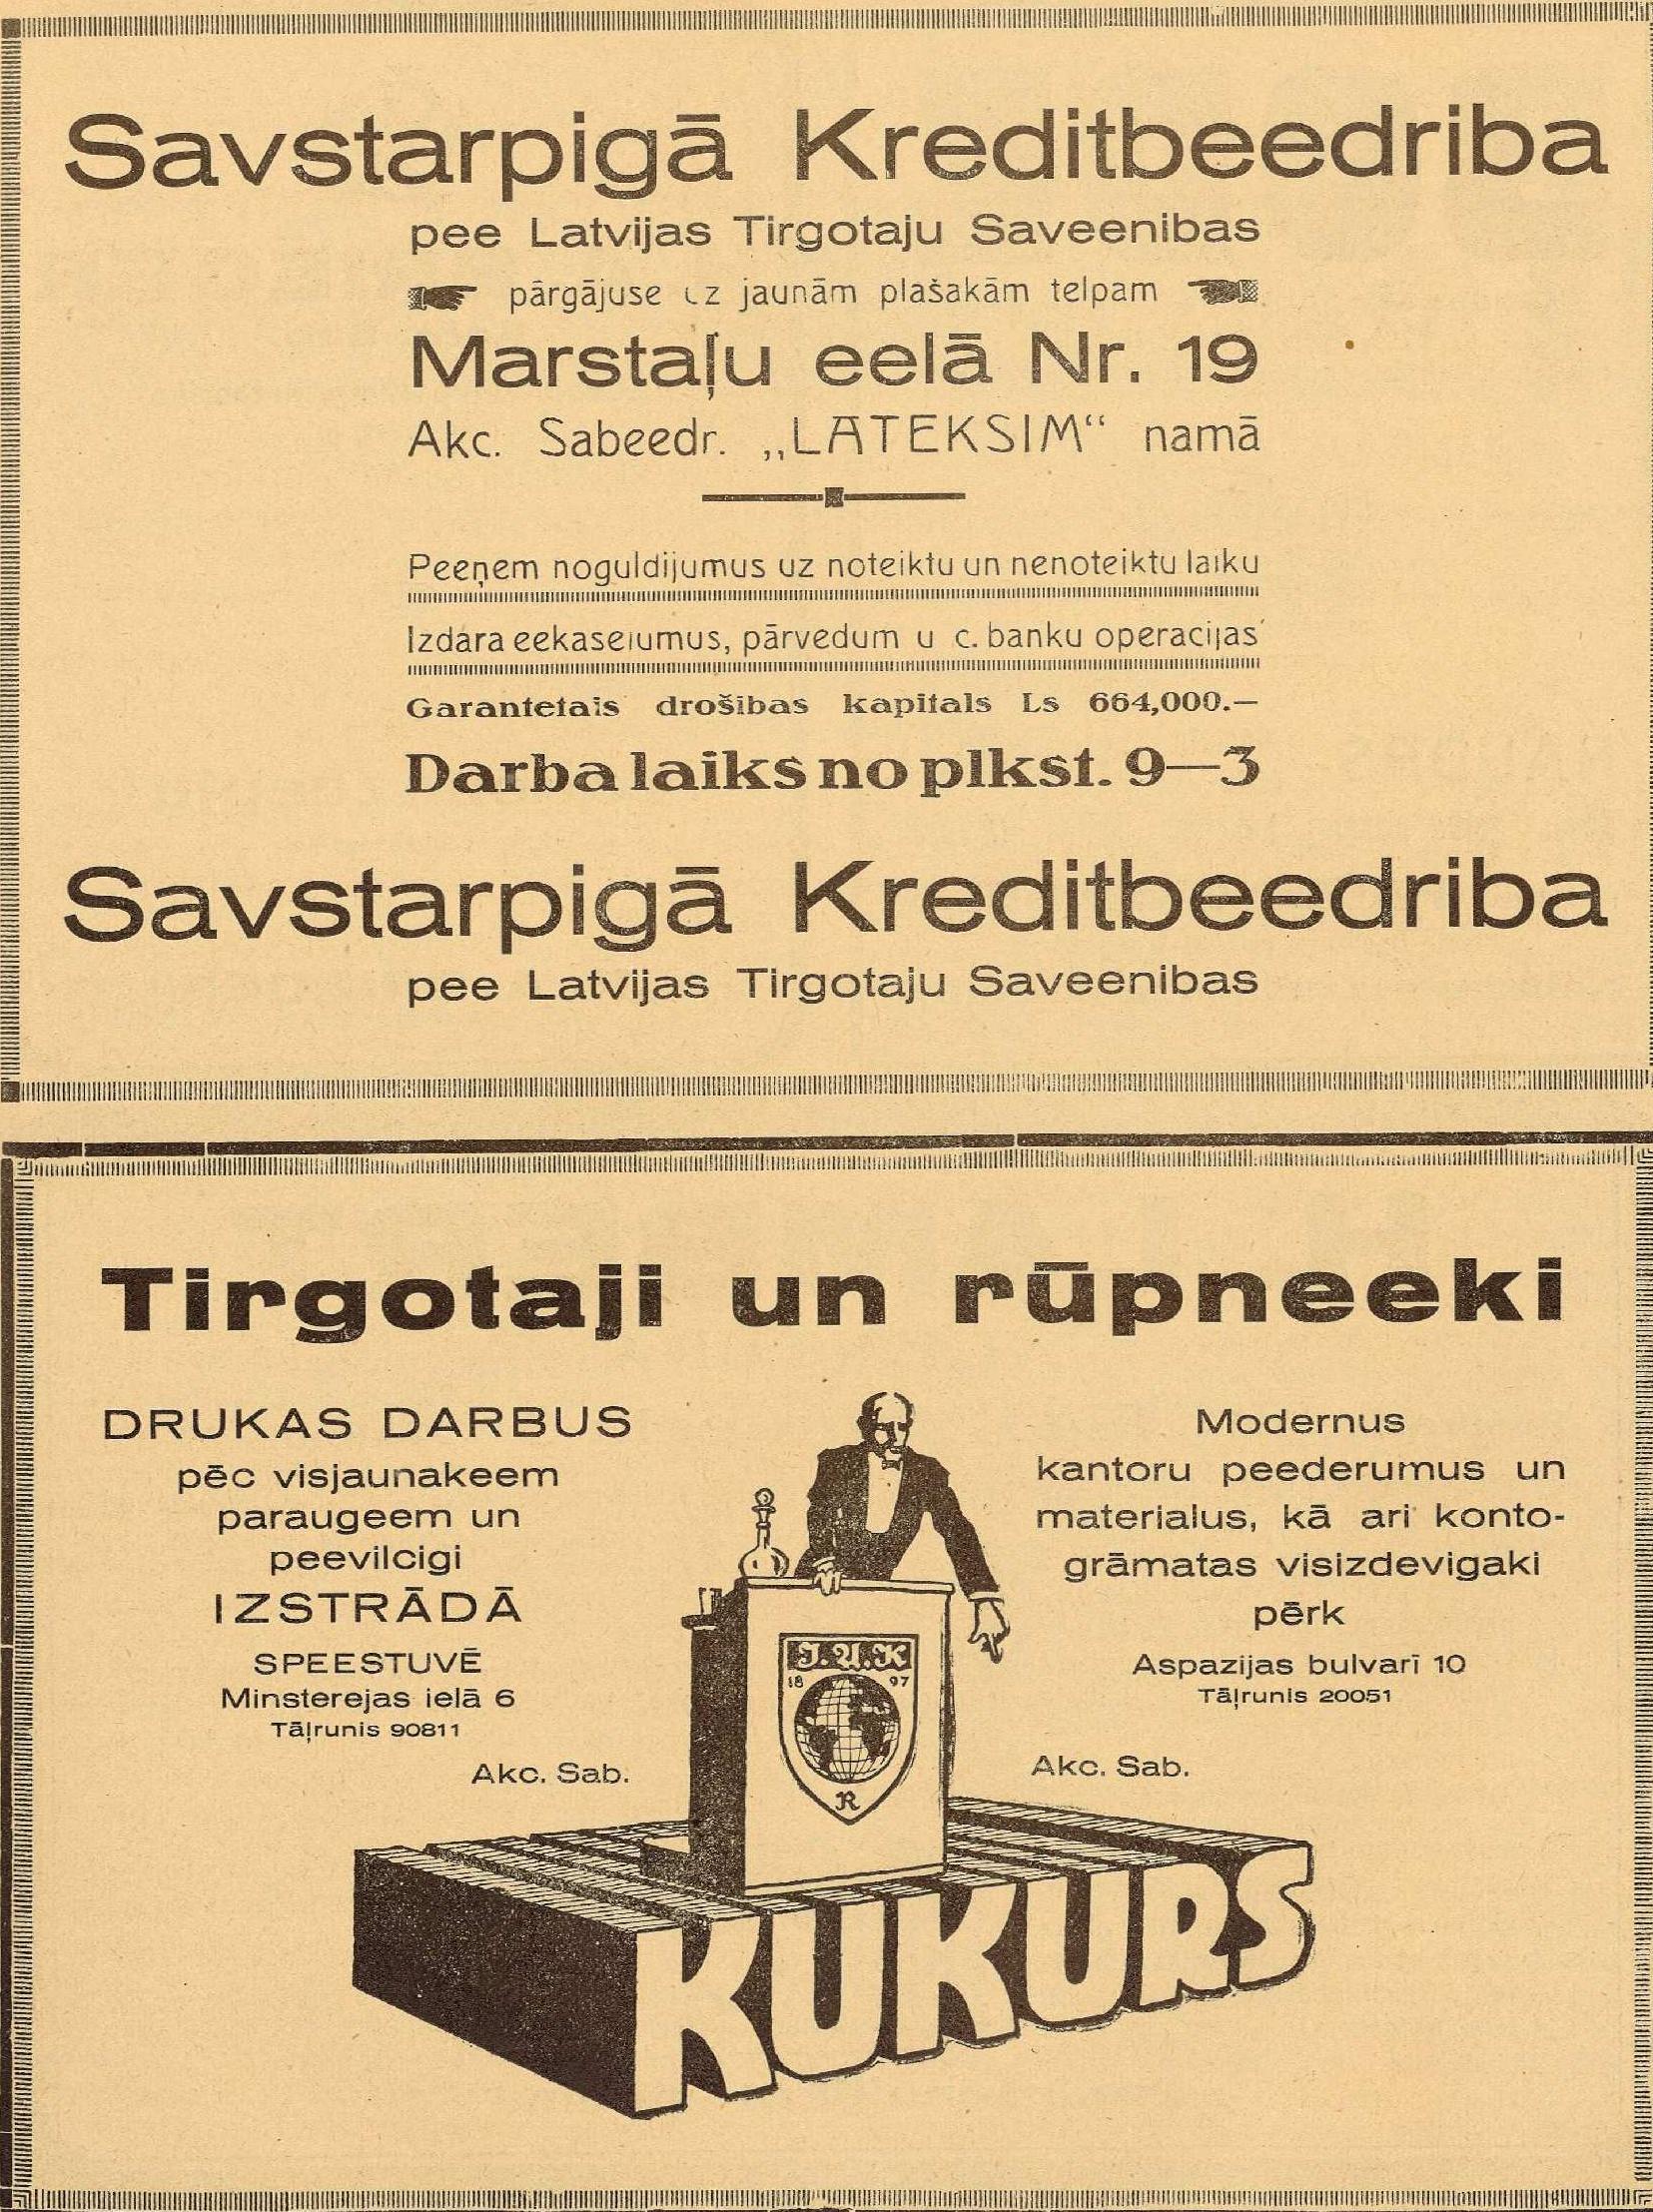 Savstarpigā Kreditbeedriba
pee Latvijas Tirgotaju Saveenibas
pārgājuse uz jaunām plašakām telpam
Marstaļu eelā Nr. 19
Akc. Sabeedr. „LATEKSIM“ namā
Peeņem noguldijumus uz noteiktu un nenoteiktu laiku
Izdara eekasejumus, pārvedum u c. banku operacijas
Garantetais drošibas kapitals Ls 664,000.—
Darba laiks no plkst. 9—3
Savstarpigā Kreditbeedriba
pee Latvijas Tirgotaju Saveenibas
Tirgotaji un rūpneeki
DRUKAS DARBUS
pēc visjaunakeem
paraugeem un
peevilcigi
IZSTRĀDĀ
SPEESTUVĒ
Minsterejas ielā 6
Tāļrunis 90811
Akc. Sab.
Modernus
kantoru peederumus un
materialus, kā ari konto-
grāmatas visizdevigaki
pērk
Aspazijas bulvarī 10
Tāļrunis 20051
Akc. Sab.
J. A. K
18 97
R
KUKURS